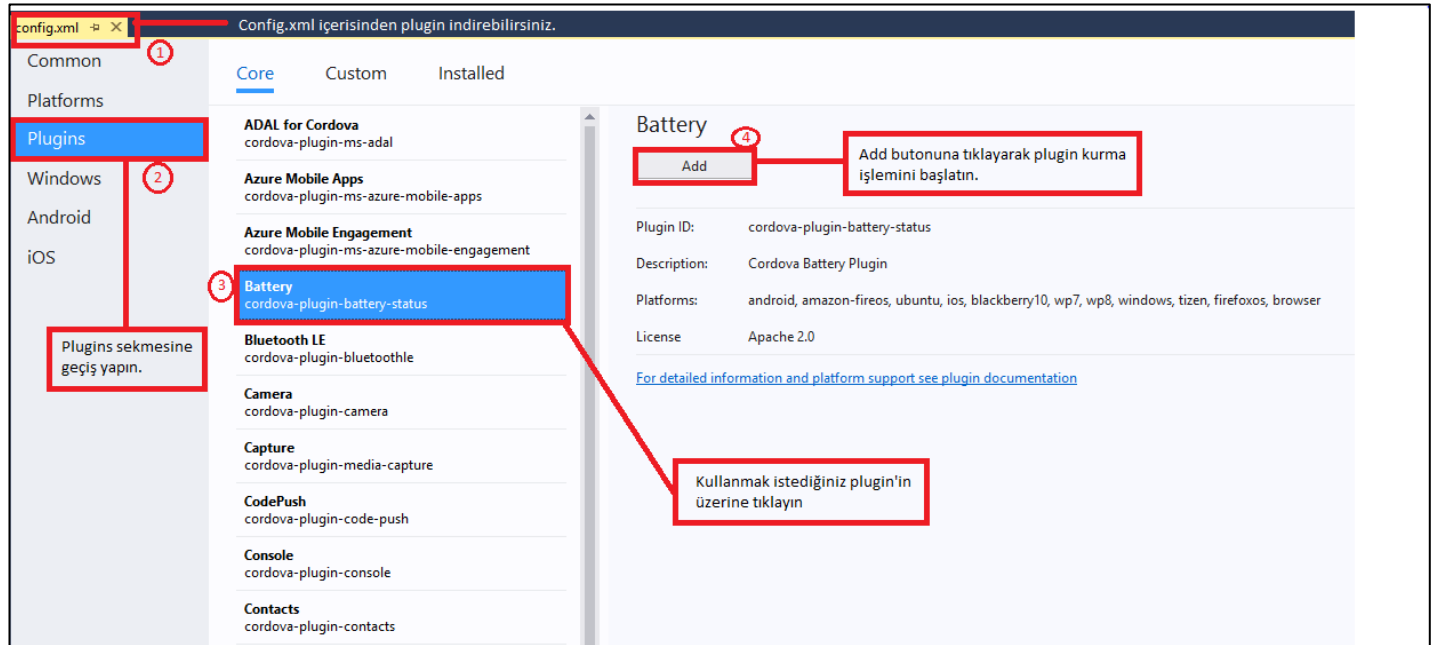 config.xml
Config.xml içerisinden plugin indirebilirsiniz.
1
Common
Platforms
Plugins
Windows
Android
iOS
2
Plugins sekmesine
geçiş yapın.
Core Custom Installed
ADAL for Cordova
cordova-plugin-ms-adal
Azure Mobile Apps
cordova-plugin-ms-azure-mobile-apps
Azure Mobile Engagement
cordova-plugin-ms-azure-mobile-engagement
3
Battery
cordova-plugin-battery-status
Bluetooth LE
cordova-plugin-bluetoothle
Camera
cordova-plugin-camera
Capture
cordova-plugin-media-capture
CodePush
cordova-plugin-code-push
Console
cordova-plugin-console
Contacts
cordova-plugin-contacts
Battery
4
Add
Add butonuna tıklayarak plugin kurma
işlemini başlatın.
Plugin ID: cordova-plugin-battery-status
Description: Cordova Battery Plugin
Platforms: android, amazon-fireos, ubuntu, ios, blackberry10, wp7, wp8, windows, tizen, firefoxos, browser
License Apache 2.0
For detailed information and platform support see plugin documentation
Kullanmak istediğiniz plugin'in
üzerine tıklayın